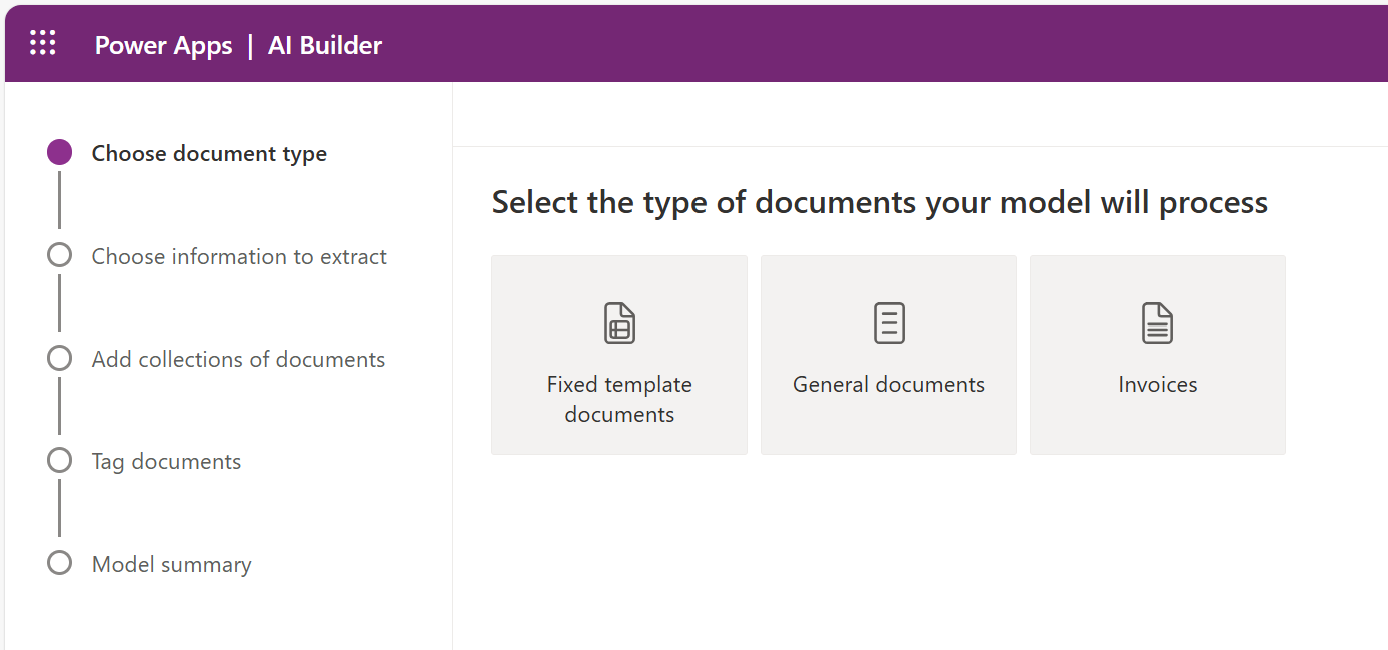 Power Apps | AI Builder
Choose document type
Choose information to extract
Add collections of documents
Tag documents
Model summary
Select the type of documents your model will process
Fixed template
documents
General documents
Invoices